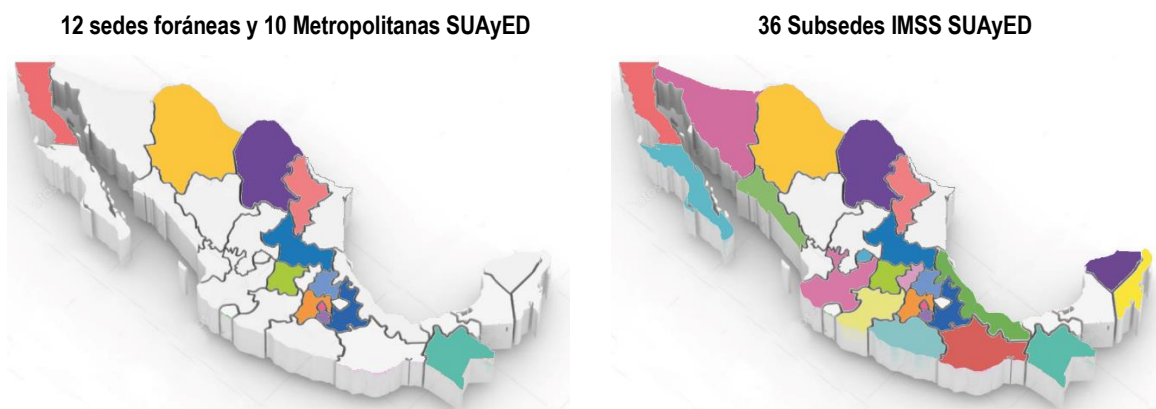 12 sedes foráneas y 10 Metropolitanas SUAyED
36 Subsedes IMSS SUAyED